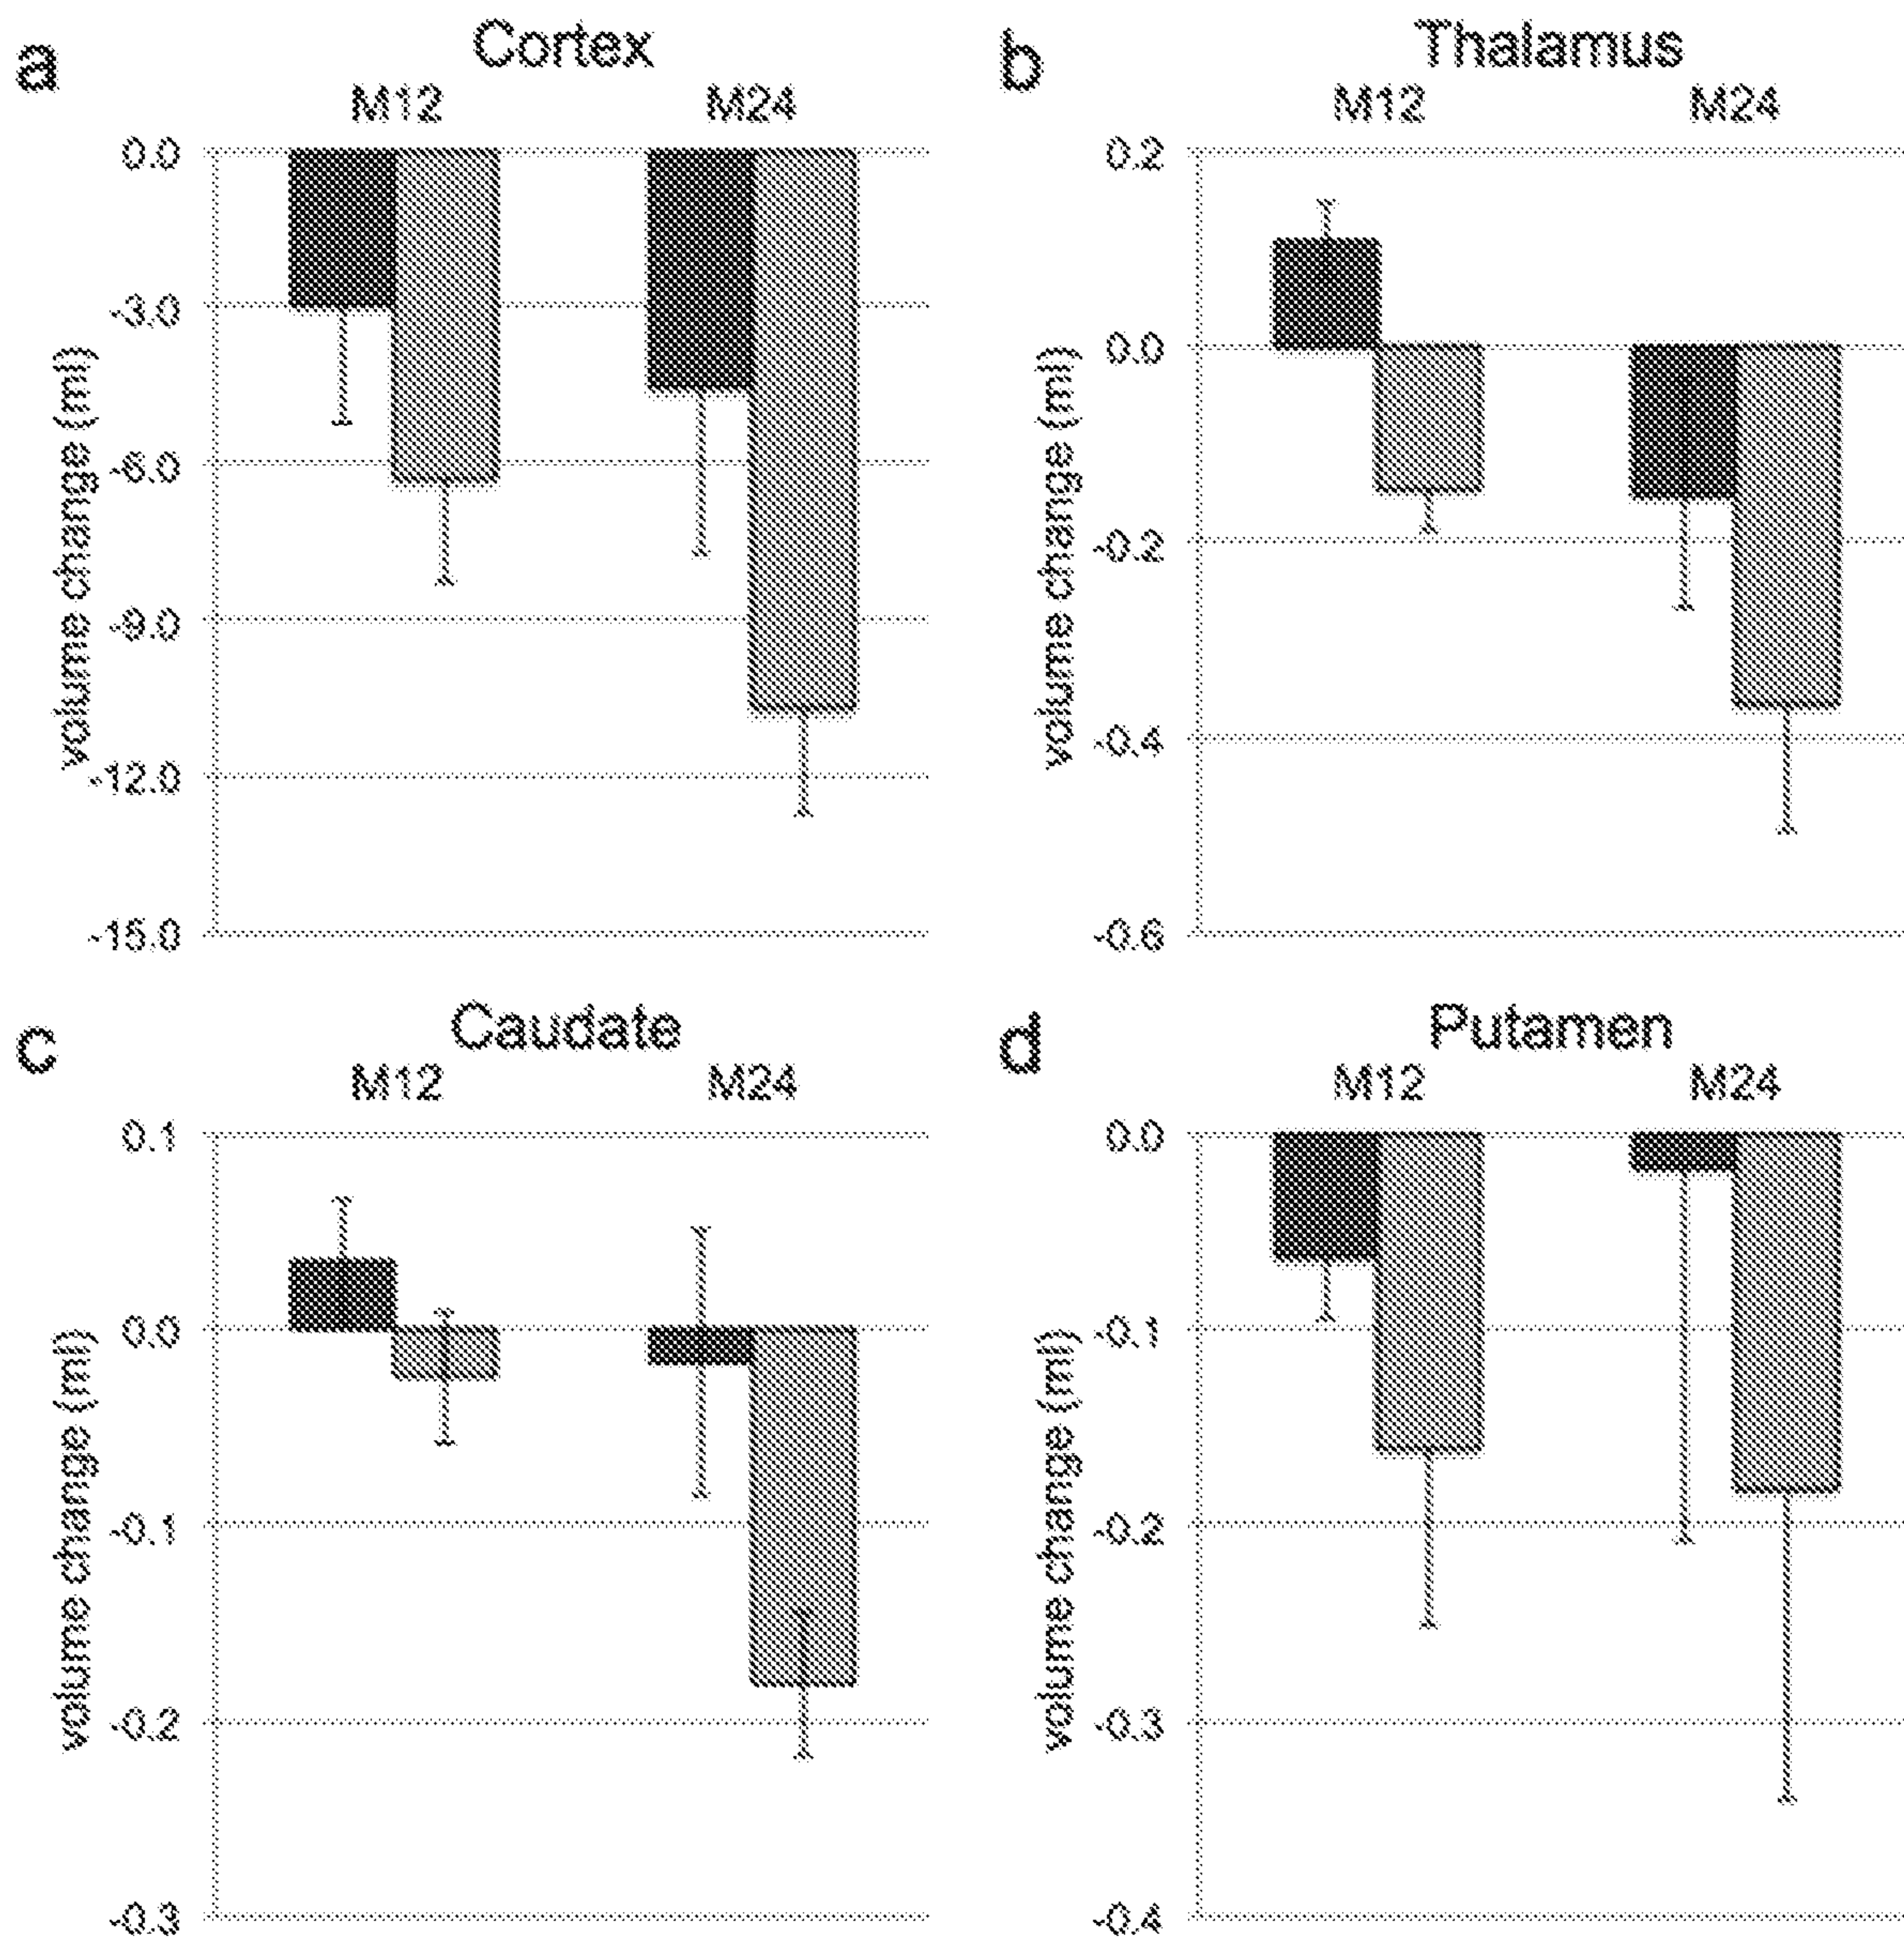 a
Cortex
M12 M24
0.0
-3.0
-6.0
-9.0
-12.0
-15.0
volume change (ml)
b
Thalamus
M12 M24
0.2
0.0
-0.2
-0.4
-0.6
volume change (ml)
c
Caudate
M12 M24
0.1
0.0
-0.1
-0.2
-0.3
volume change (ml)
d
Putamen
M12 M24
0.0
-0.1
-0.2
-0.3
-0.4
volume change (ml)